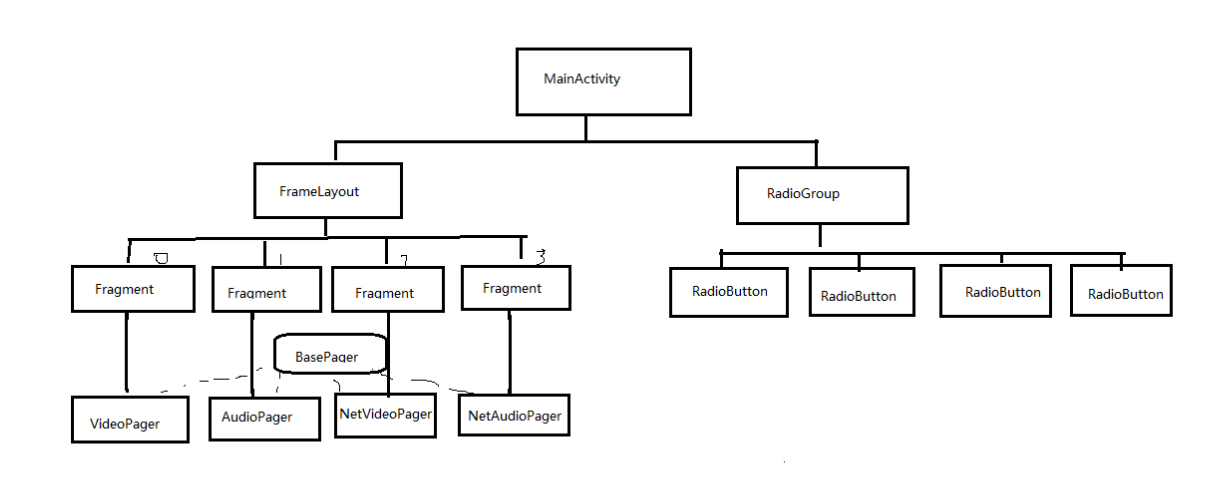 MainActivity
FrameLayout
RadioGroup
0
1
2
3
Fragment
Fragment
Fragment
Fragment
RadioButton
RadioButton
RadioButton
RadioButton
BasePager
VideoPager
AudioPager
NetVideoPager
NetAudioPager